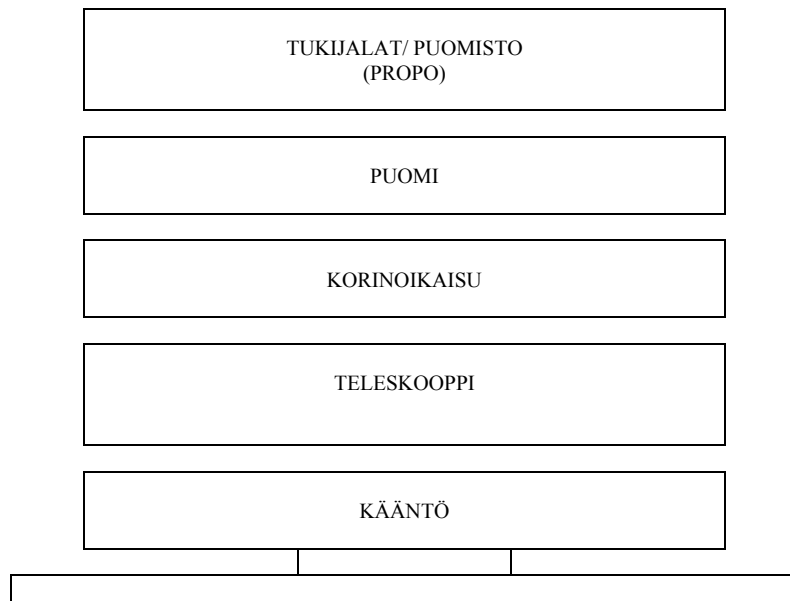 TUKIJALAT/ PUOMISTO
(PROPO)
PUOMI
KORINOIKAISU
TELESKOOPPI
KÄÄNTÖ